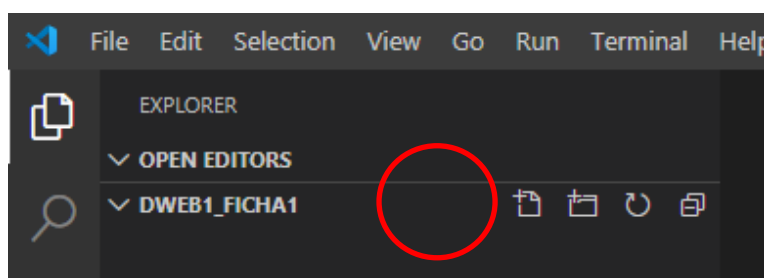 File Edit Selection View Go Run Terminal Help
EXPLORER
OPEN EDITORS
DWEB1_FICHA1